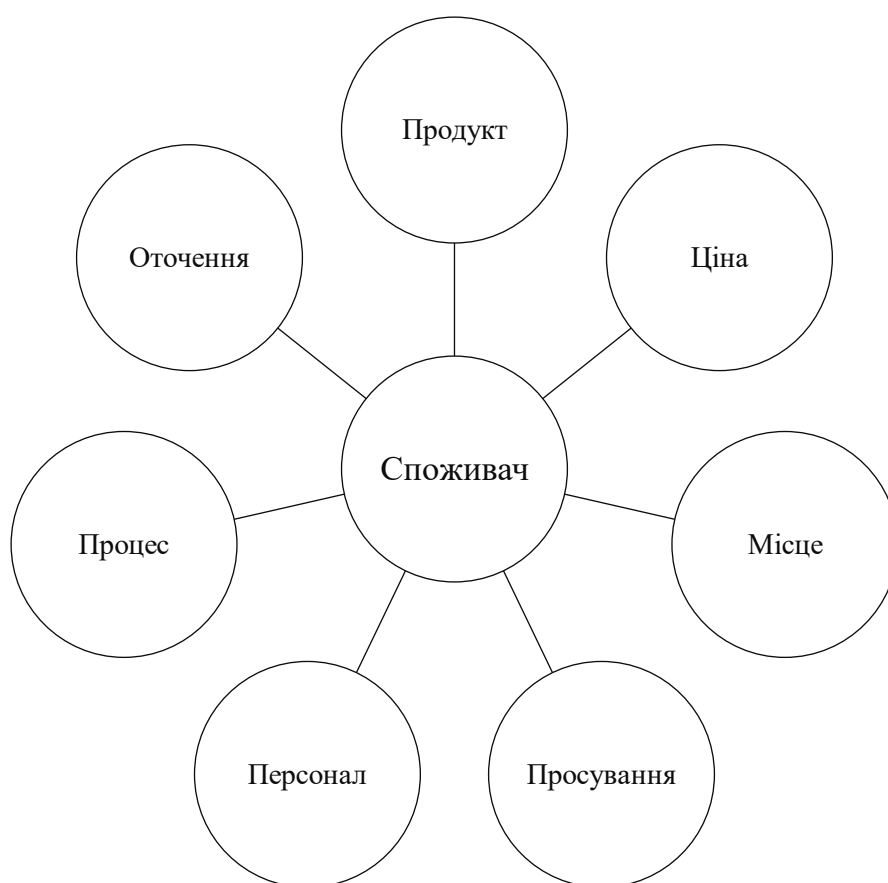 Продукт
Оточення
Ціна
Споживач
Процес
Місце
Персонал
Просування